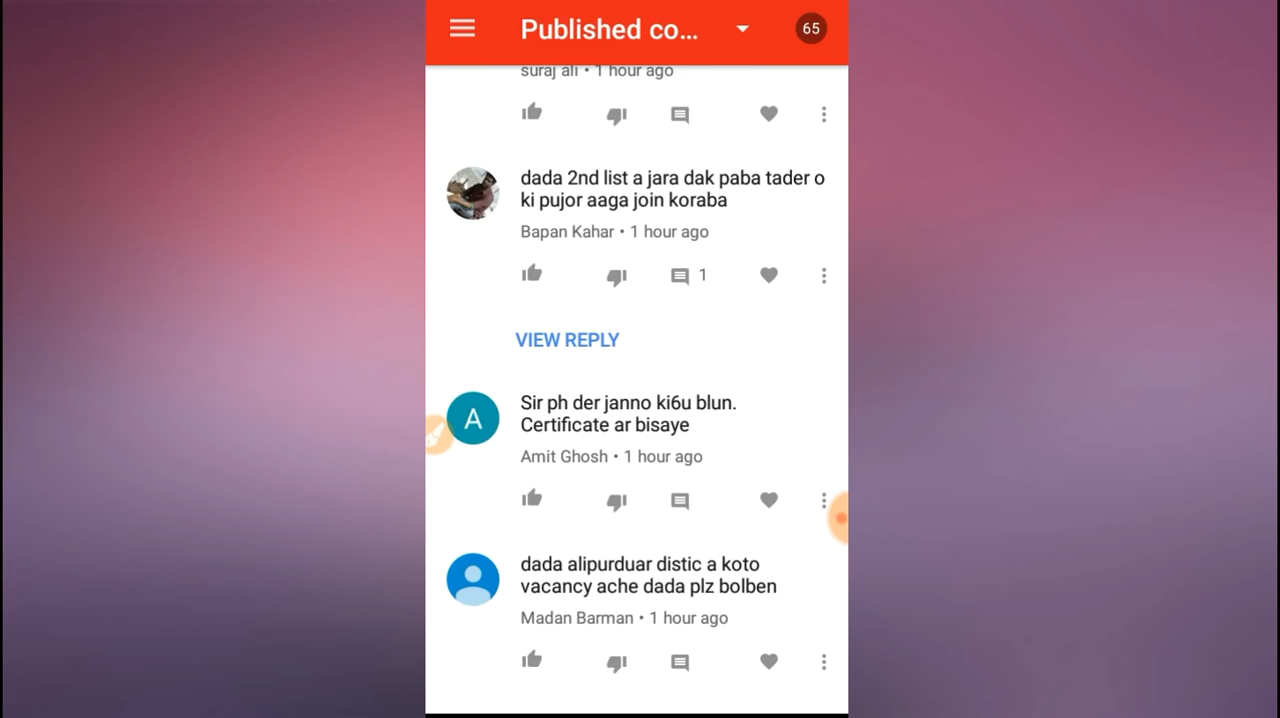 Published co...
65
suraj ali • 1 hour ago
dada 2nd list a jara dak paba tader o
ki pujor aaga join koraba
Bapan Kahar • 1 hour ago
1
VIEW REPLY
A
Sir ph der janno ki6u blun.
Certificate ar bisaye
Amit Ghosh • 1 hour ago
dada alipurduar distic a koto
vacancy ache dada plz bolben
Madan Barman • 1 hour ago